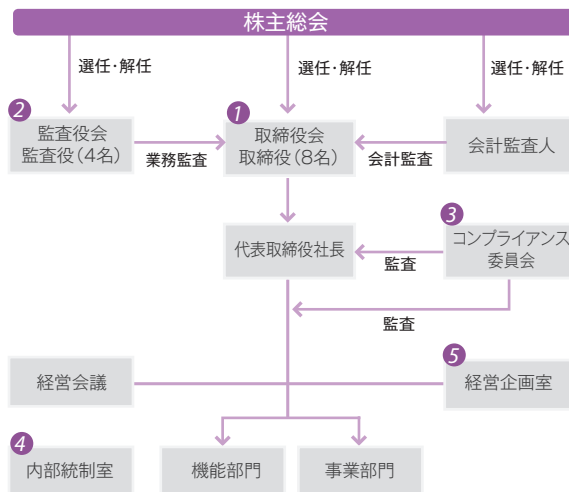 株主総会
選任・解任
選任・解任
選任・解任
2
監査役会
監査役(4名)
業務監査
1
取締役会
取締役(8名)
会計監査
会計監査人
代表取締役社長
監査
3
コンプライアンス
委員会
監査
経営会議
5
経営企画室
4
内部統制室
機能部門
事業部門